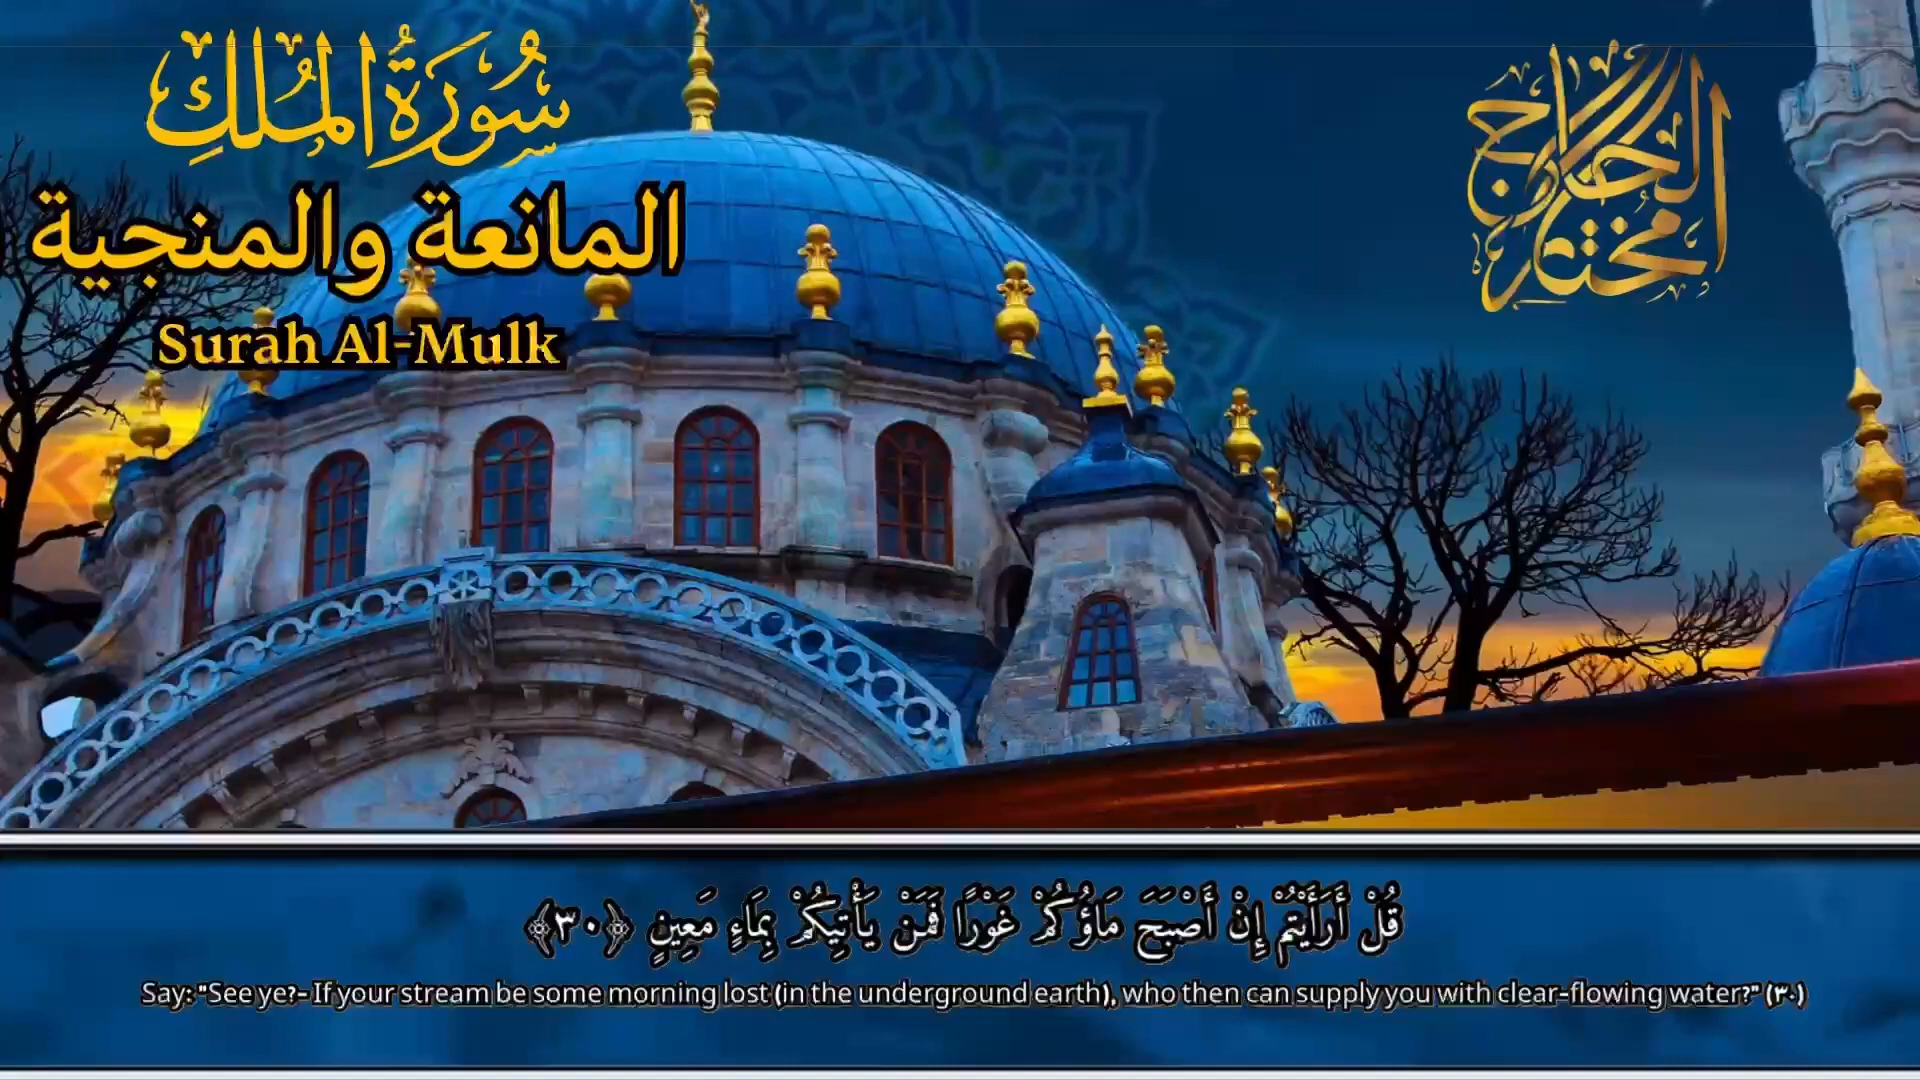 سُورَةُ المُلكِ
المانعة والمنجية
Surah Al-Mulk
الحاج
مختار
قُلْ أَرَأَيْتُمْ إِنْ أَصْبَحَ مَاؤُكُمْ غَوْرًا فَمَنْ يَأْتِيكُمْ بِمَاءٍ مَعِينٍ ﴿٣٠﴾
Say: "See ye?- If your stream be some morning lost (in the underground earth), who then can supply you with clear-flowing water?" (٣٠)